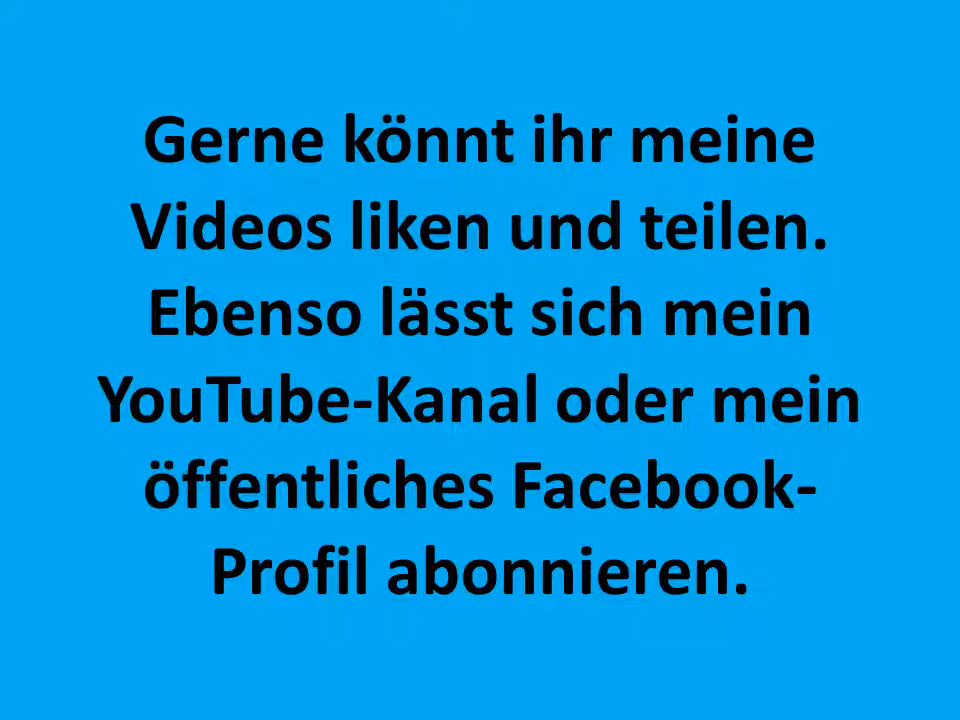 Gerne könnt ihr meine
Videos liken und teilen.
Ebenso lässt sich mein
YouTube-Kanal oder mein
öffentliches Facebook-
Profil abonnieren.